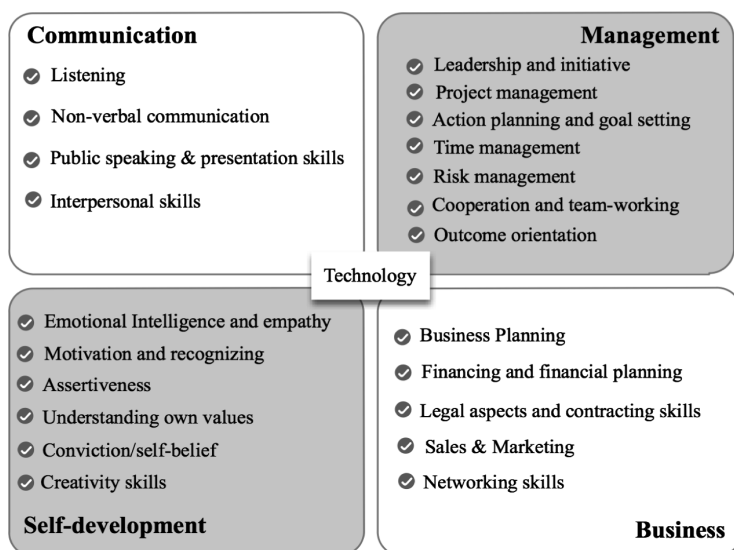 Communication
Listening
Non-verbal communication
Public speaking & presentation skills
Interpersonal skills
Management
Leadership and initiative
Project management
Action planning and goal setting
Time management
Risk management
Cooperation and team-working
Outcome orientation
Technology
Emotional Intelligence and empathy
Motivation and recognizing
Assertiveness
Understanding own values
Conviction/self-belief
Creativity skills
Self-development
Business Planning
Financing and financial planning
Legal aspects and contracting skills
Sales & Marketing
Networking skills
Business